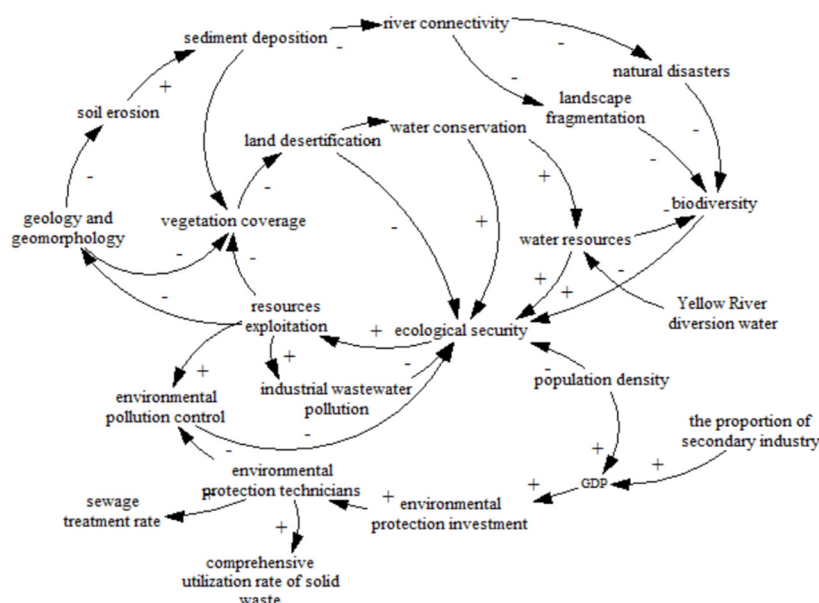 river connectivity
sediment deposition
-
-
natural disasters
+
-
landscape
fragmentation
soil erosion
water conservation
land desertification
-
-
-
-
+
biodiversity
geology and
geomorphology
vegetation coverage
-
+
-
water resources
-
-
-
+
+
-
Yellow River
diversion water
resources
exploitation
+
ecological security
+
+
-
-
population density
environmental
pollution control
industrial wastewater
pollution
the proportion of
secondary industry
-
-
+
+
environmental
protection technicians
+
+
GDP
sewage
treatment rate
environmental
protection investment
+
comprehensive
utilization rate of solid
waste